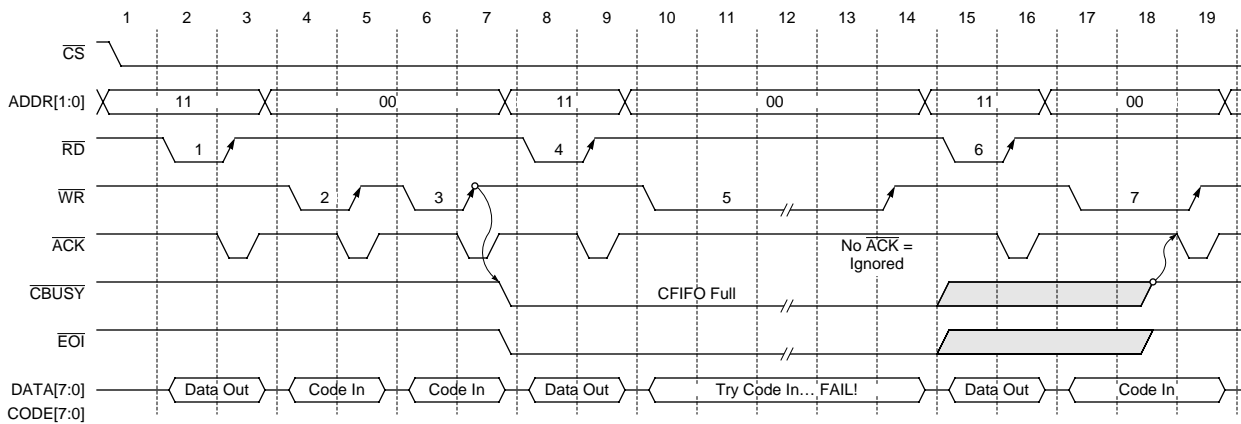 1 2 3 4 5 6 7 8 9 10 11 12 13 14 15 16 17 18 19
CS
ADDR[1:0] 11 00 11 00 11 00
RD 1 4 6
WR 2 3 5 7
ACK No ACK =
Ignored
CBUSY CFIFO Full
EOI
DATA[7:0] Data Out Code In Code In Data Out Try Code In… FAIL! Data Out Code In
CODE[7:0]